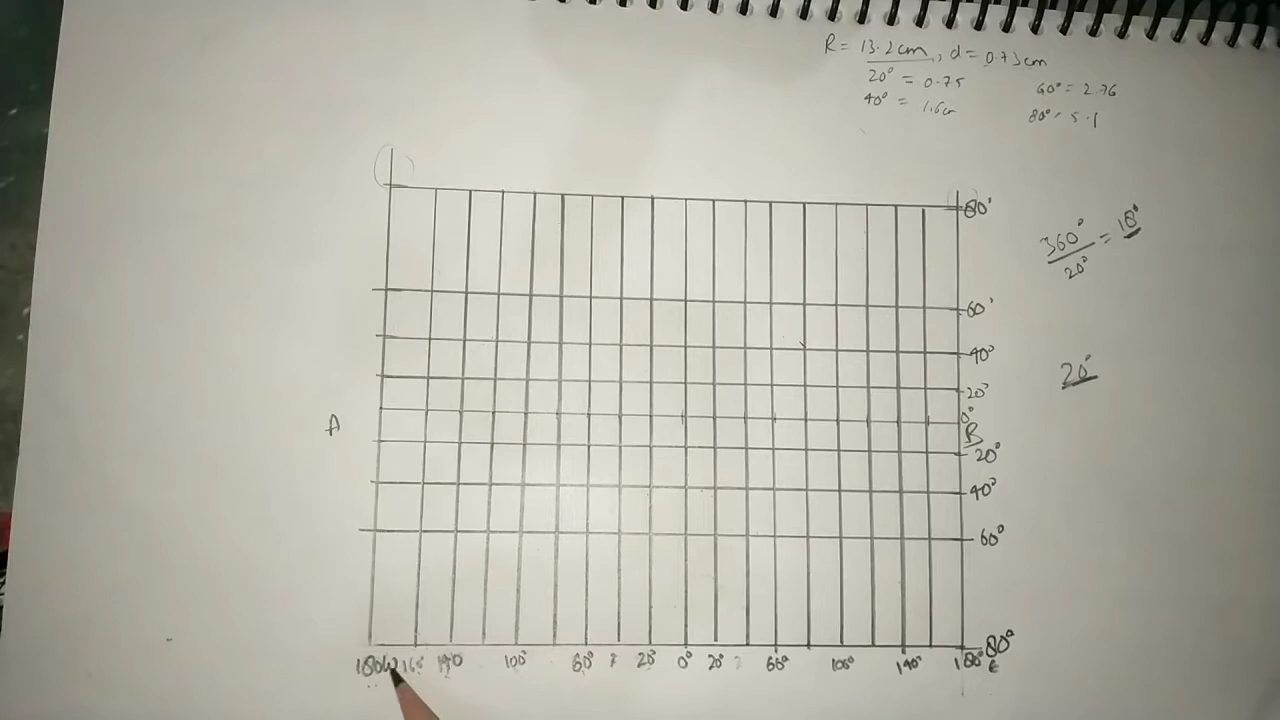 R = 13.2cm, d = 0.73cm
20° = 0.75
60° = 2.76
40° = 1.6cm
80° = 5.1
80°
360°/20° = 18°
60°
40°
20°
20°
0°
A
B
20°
40°
60°
80°
180W 160 140 100° 60° 20° 0° 20° 60° 100° 140° 180° E